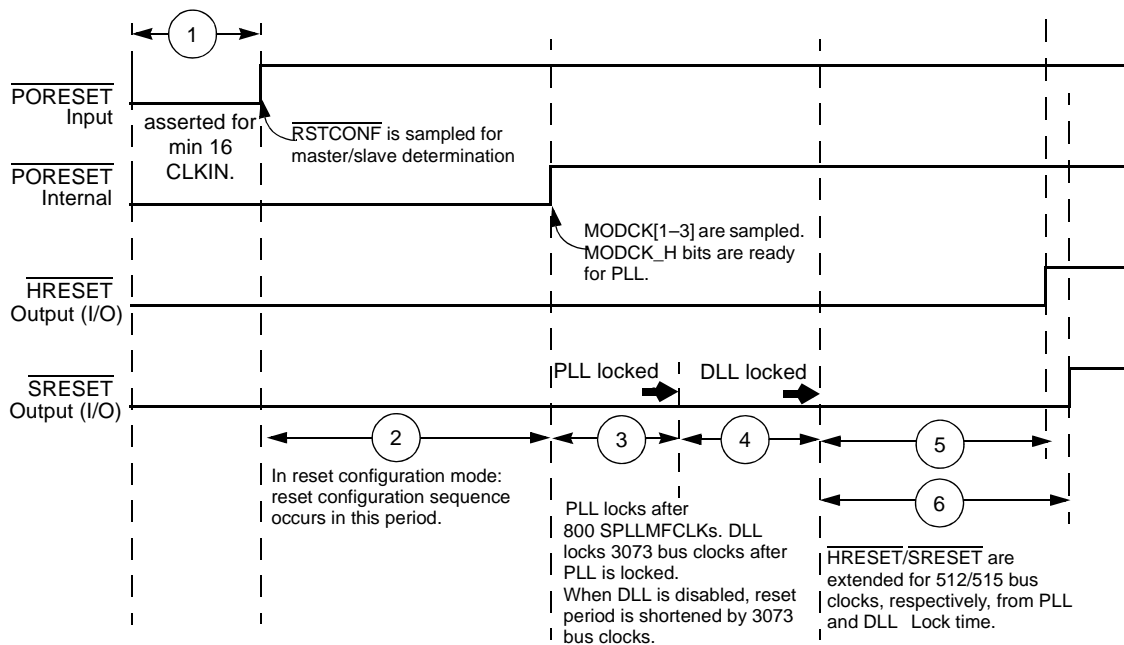 1
PORESET
Input
asserted for
min 16
CLKIN.
RSTCONF is sampled for
master/slave determination
PORESET
Internal
MODCK[1–3] are sampled.
MODCK_H bits are ready
for PLL.
HRESET
Output (I/O)
PLL locked
DLL locked
SRESET
Output (I/O)
2
3
4
5
In reset configuration mode:
reset configuration sequence
occurs in this period.
6
PLL locks after
800 SPLLMFCLKs. DLL
locks 3073 bus clocks after
PLL is locked.
When DLL is disabled, reset
period is shortened by 3073
bus clocks.
HRESET/SRESET are
extended for 512/515 bus
clocks, respectively, from PLL
and DLL Lock time.